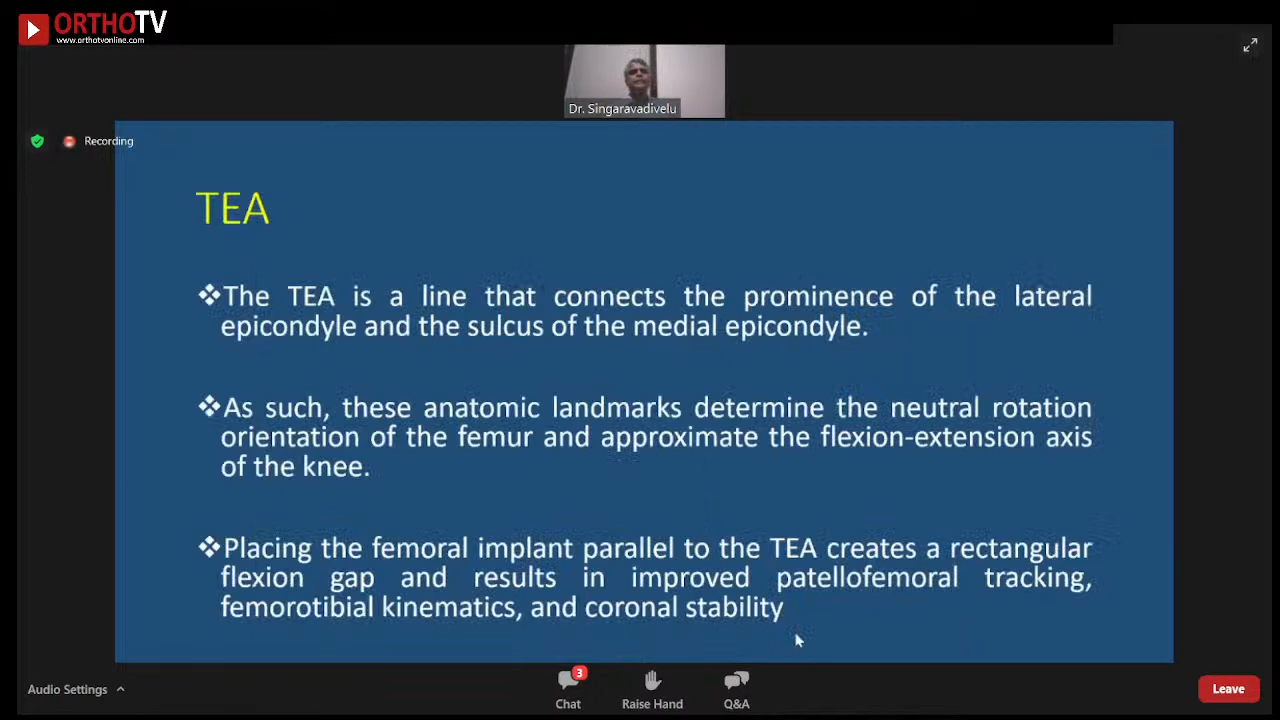 ORTHOTV
www.orthotvonline.com
Dr. Singaravadivelu
Recording
TEA
❖The TEA is a line that connects the prominence of the lateral
epicondyle and the sulcus of the medial epicondyle.
❖As such, these anatomic landmarks determine the neutral rotation
orientation of the femur and approximate the flexion-extension axis
of the knee.
❖Placing the femoral implant parallel to the TEA creates a rectangular
flexion gap and results in improved patellofemoral tracking,
femorotibial kinematics, and coronal stability
Audio Settings
3
Chat
Raise Hand
Q&A
Leave